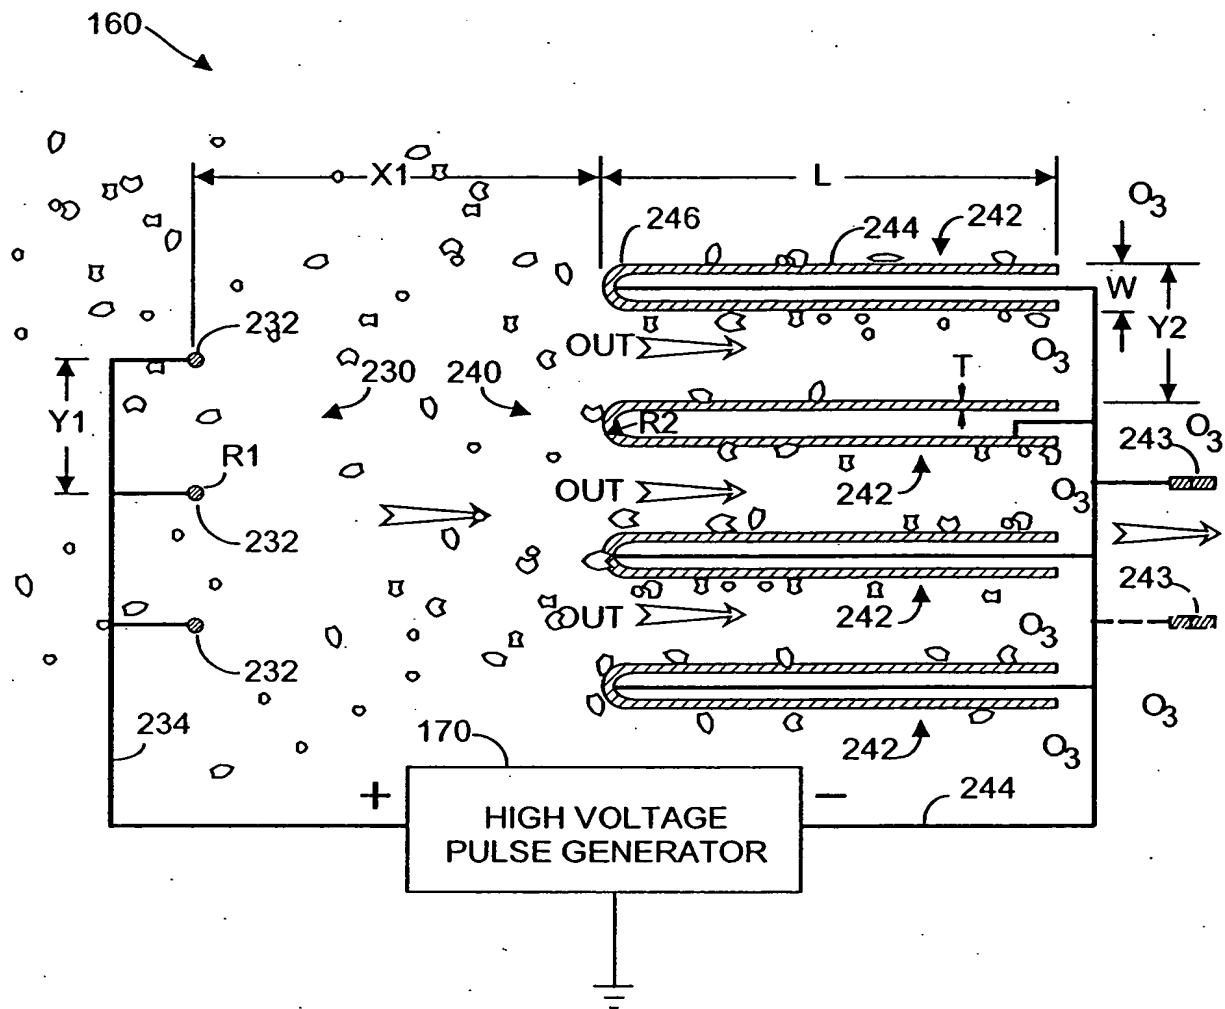 160
X1
L
O3
246
244
242
W
Y2
232
OUT
O3
230
240
T
Y1
R2
O3
243
R1
OUT
242
O3
232
243
OUT
242
O3
232
O3
234
170
242
O3
+
−
244
HIGH VOLTAGE
PULSE GENERATOR